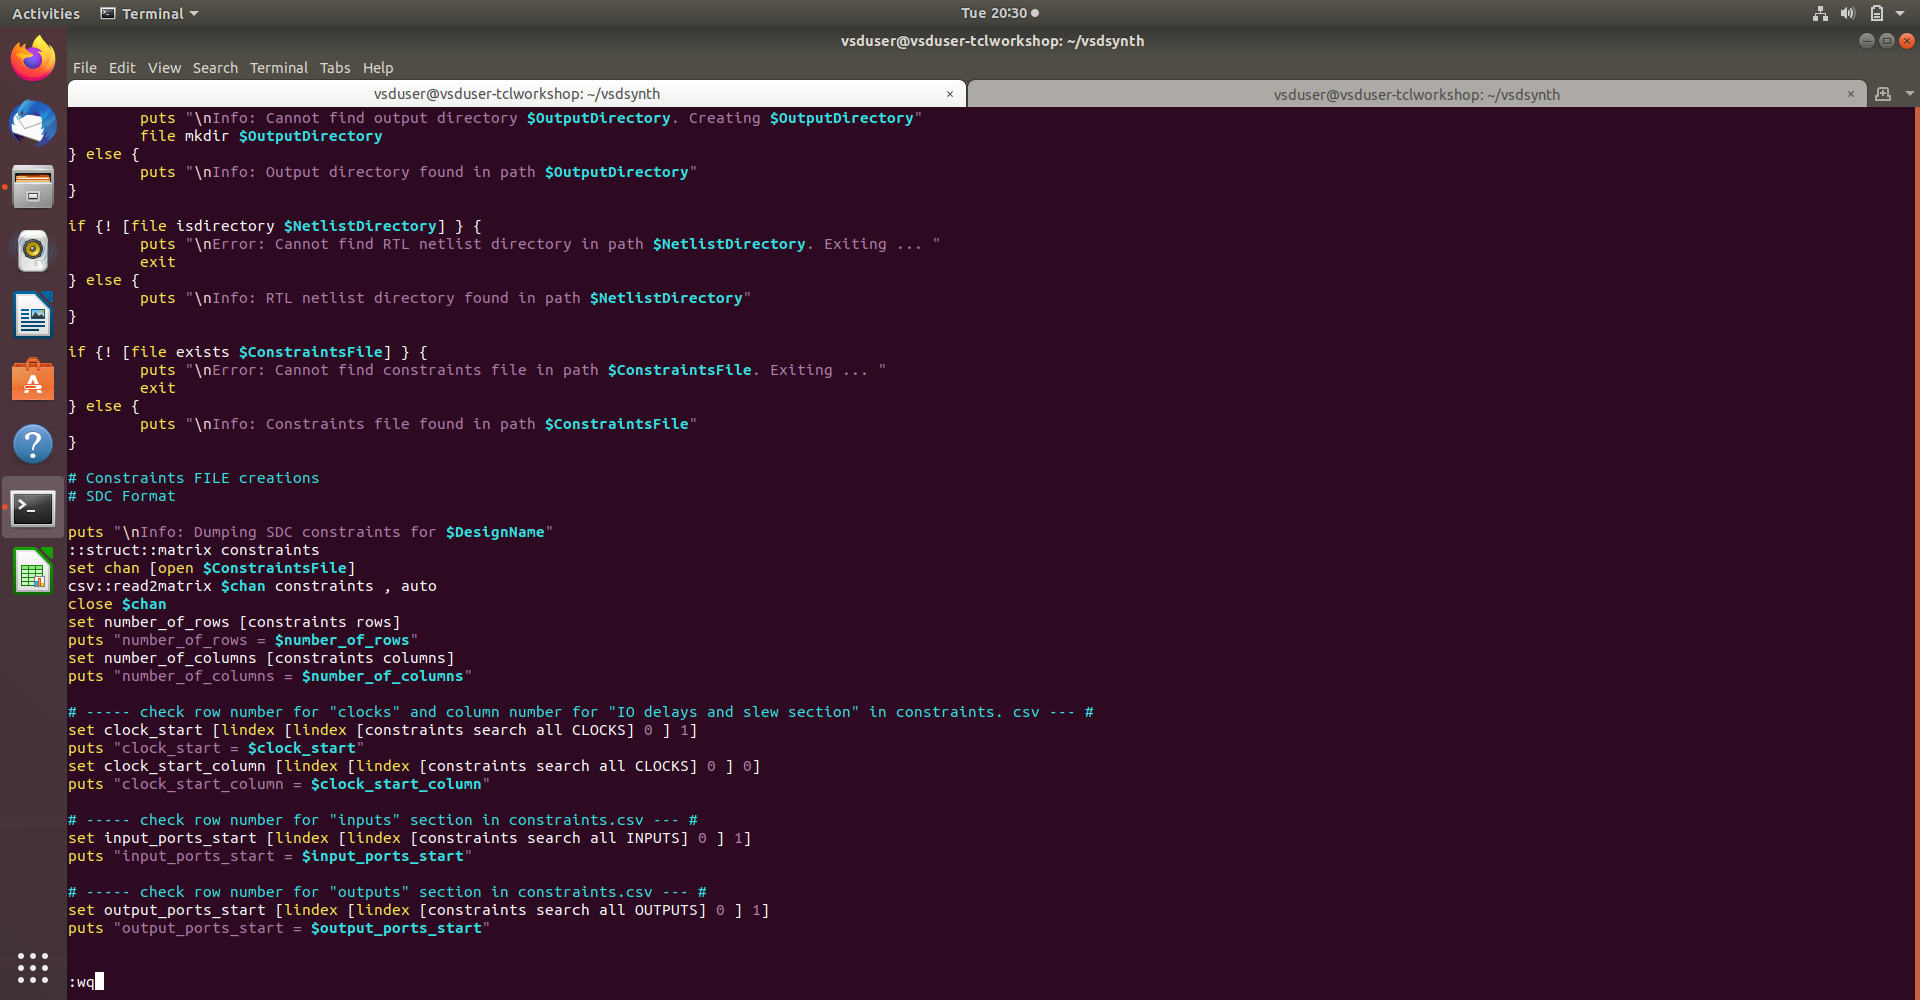 Activities Terminal Tue 20:30
vsduser@vsduser-tclworkshop: ~/vsdsynth
File Edit View Search Terminal Tabs Help
vsduser@vsduser-tclworkshop: ~/vsdsynth × vsduser@vsduser-tclworkshop: ~/vsdsynth ×
        puts "\nInfo: Cannot find output directory $OutputDirectory. Creating $OutputDirectory"
        file mkdir $OutputDirectory
} else {
        puts "\nInfo: Output directory found in path $OutputDirectory"
}

if {! [file isdirectory $NetlistDirectory] } {
        puts "\nError: Cannot find RTL netlist directory in path $NetlistDirectory. Exiting ... "
        exit
} else {
        puts "\nInfo: RTL netlist directory found in path $NetlistDirectory"
}

if {! [file exists $ConstraintsFile] } {
        puts "\nError: Cannot find constraints file in path $ConstraintsFile. Exiting ... "
        exit
} else {
        puts "\nInfo: Constraints file found in path $ConstraintsFile"
}

# Constraints FILE creations
# SDC Format

puts "\nInfo: Dumping SDC constraints for $DesignName"
::struct::matrix constraints
set chan [open $ConstraintsFile]
csv::read2matrix $chan constraints , auto
close $chan
set number_of_rows [constraints rows]
puts "number_of_rows = $number_of_rows"
set number_of_columns [constraints columns]
puts "number_of_columns = $number_of_columns"

# ----- check row number for "clocks" and column number for "IO delays and slew section" in constraints. csv --- #
set clock_start [lindex [lindex [constraints search all CLOCKS] 0 ] 1]
puts "clock_start = $clock_start"
set clock_start_column [lindex [lindex [constraints search all CLOCKS] 0 ] 0]
puts "clock_start_column = $clock_start_column"

# ----- check row number for "inputs" section in constraints.csv --- #
set input_ports_start [lindex [lindex [constraints search all INPUTS] 0 ] 1]
puts "input_ports_start = $input_ports_start"

# ----- check row number for "outputs" section in constraints.csv --- #
set output_ports_start [lindex [lindex [constraints search all OUTPUTS] 0 ] 1]
puts "output_ports_start = $output_ports_start"

:wq